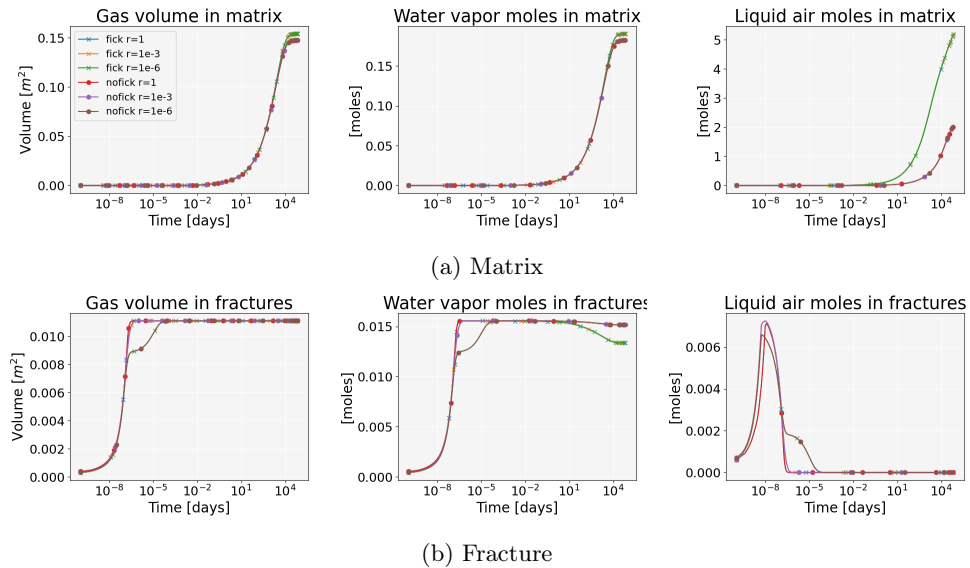 Gas volume in matrix
Water vapor moles in matrix
Liquid air moles in matrix
Volume [m²]
0.15
0.10
0.05
0.00
fick r=1
fick r=1e-3
fick r=1e-6
nofick r=1
nofick r=1e-3
nofick r=1e-6
10⁻⁸ 10⁻⁵ 10⁻² 10¹ 10⁴
Time [days]
[moles]
0.15
0.10
0.05
0.00
10⁻⁸ 10⁻⁵ 10⁻² 10¹ 10⁴
Time [days]
[moles]
5
4
3
2
1
0
10⁻⁸ 10⁻⁵ 10⁻² 10¹ 10⁴
Time [days]
(a) Matrix
Gas volume in fractures
Water vapor moles in fractures
Liquid air moles in fractures
Volume [m²]
0.010
0.008
0.006
0.004
0.002
0.000
10⁻⁸ 10⁻⁵ 10⁻² 10¹ 10⁴
Time [days]
[moles]
0.015
0.010
0.005
0.000
10⁻⁸ 10⁻⁵ 10⁻² 10¹ 10⁴
Time [days]
[moles]
0.006
0.004
0.002
0.000
10⁻⁸ 10⁻⁵ 10⁻² 10¹ 10⁴
Time [days]
(b) Fracture